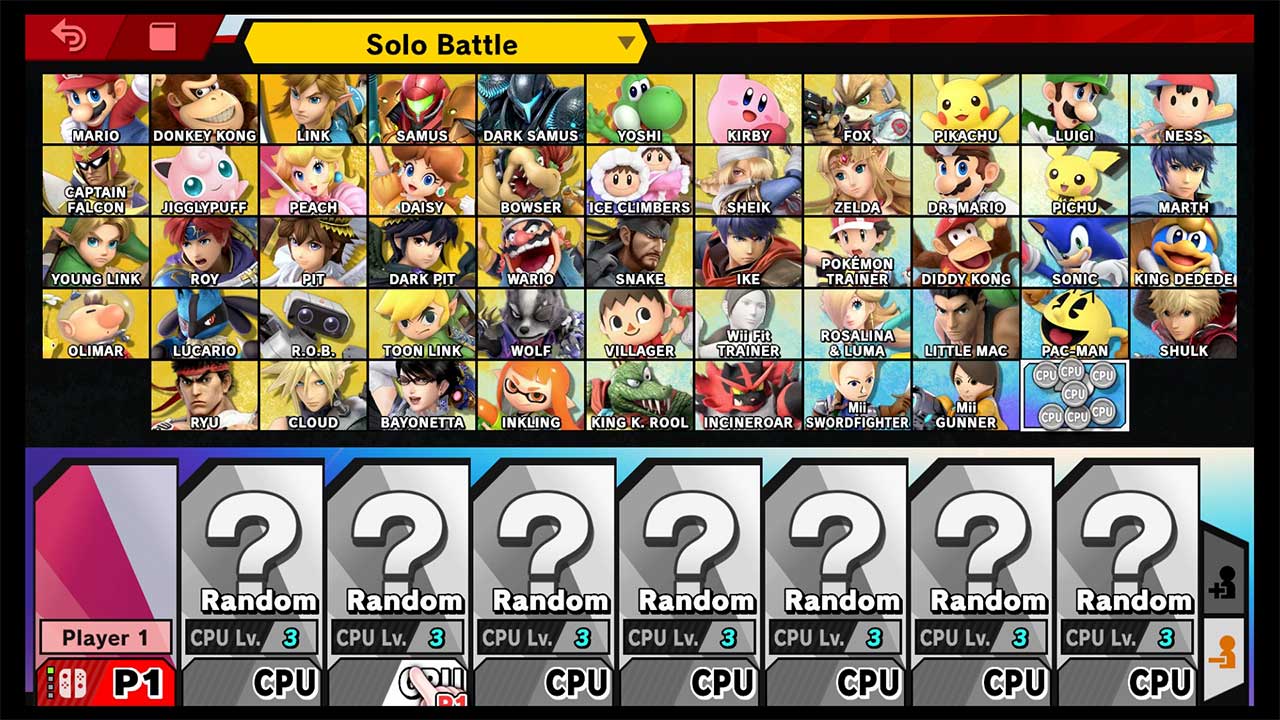 Solo Battle
MARIO
DONKEY KONG
LINK
SAMUS
DARK SAMUS
YOSHI
KIRBY
FOX
PIKACHU
LUIGI
NESS
CAPTAIN
FALCON
JIGGLYPUFF
PEACH
DAISY
BOWSER
ICE CLIMBERS
SHEIK
ZELDA
DR. MARIO
PICHU
MARTH
YOUNG LINK
ROY
PIT
DARK PIT
WARIO
SNAKE
IKE
POKÉMON
TRAINER
DIDDY KONG
SONIC
KING DEDEDE
OLIMAR
LUCARIO
R.O.B.
TOON LINK
WOLF
VILLAGER
Wii Fit
TRAINER
ROSALINA
& LUMA
LITTLE MAC
PAC-MAN
SHULK
RYU
CLOUD
BAYONETTA
INKLING
KING K. ROOL
INCINEROAR
Mii
SWORDFIGHTER
Mii
GUNNER
CPU CPU CPU
CPU
CPU CPU CPU
Random
Random
Random
Random
Random
Random
Random
Player 1
CPU Lv. 3
CPU Lv. 3
CPU Lv. 3
CPU Lv. 3
CPU Lv. 3
CPU Lv. 3
CPU Lv. 3
P1
CPU
CPU
P1
CPU
CPU
CPU
CPU
CPU